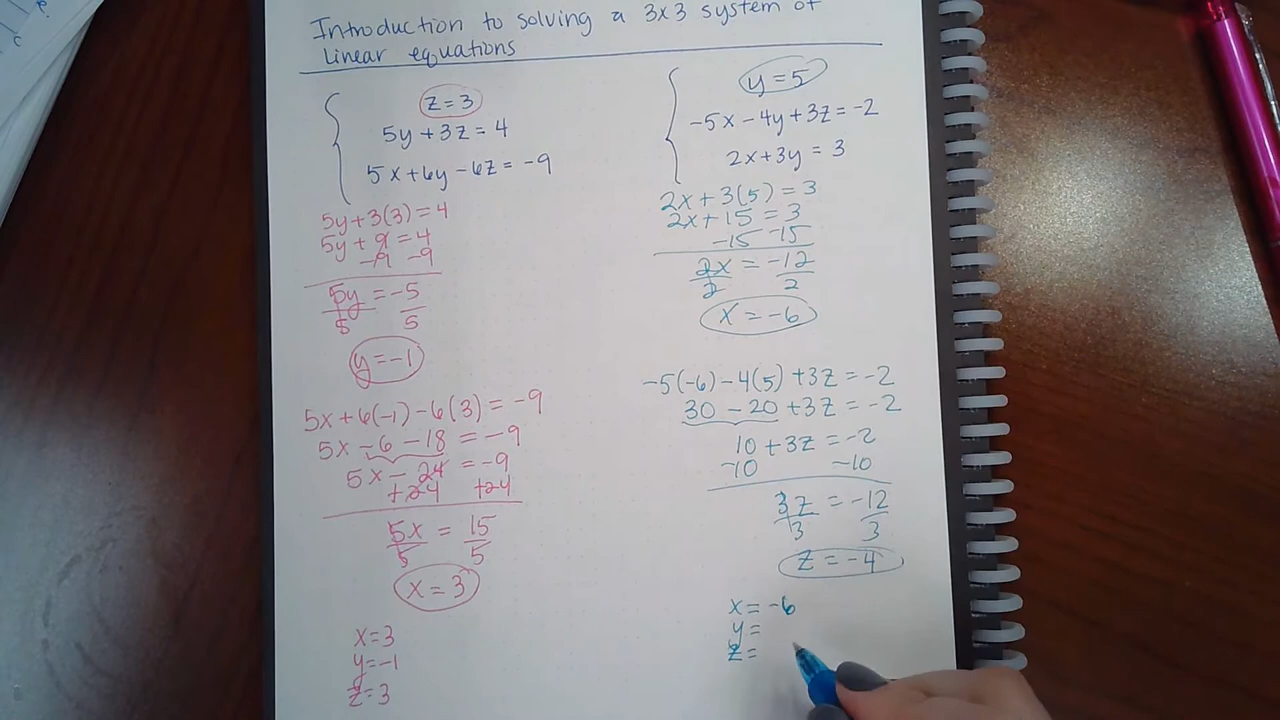 Introduction to solving a 3x3 system of
linear equations
z = 3
5y + 3z = 4
5x + 6y - 6z = -9
5y + 3(3) = 4
5y + 9 = 4
-9 -9
5y = -5
5 5
y = -1
5x + 6(-1) - 6(3) = -9
5x - 6 - 18 = -9
5x - 24 = -9
+24 +24
5x = 15
5 5
x = 3
x = 3
y = -1
z = 3
y = 5
-5x - 4y + 3z = -2
2x + 3y = 3
2x + 3(5) = 3
2x + 15 = 3
-15 -15
2x = -12
2 2
x = -6
-5(-6) - 4(5) + 3z = -2
30 - 20 + 3z = -2
10 + 3z = -2
-10 -10
3z = -12
3 3
z = -4
x = -6
y =
z =